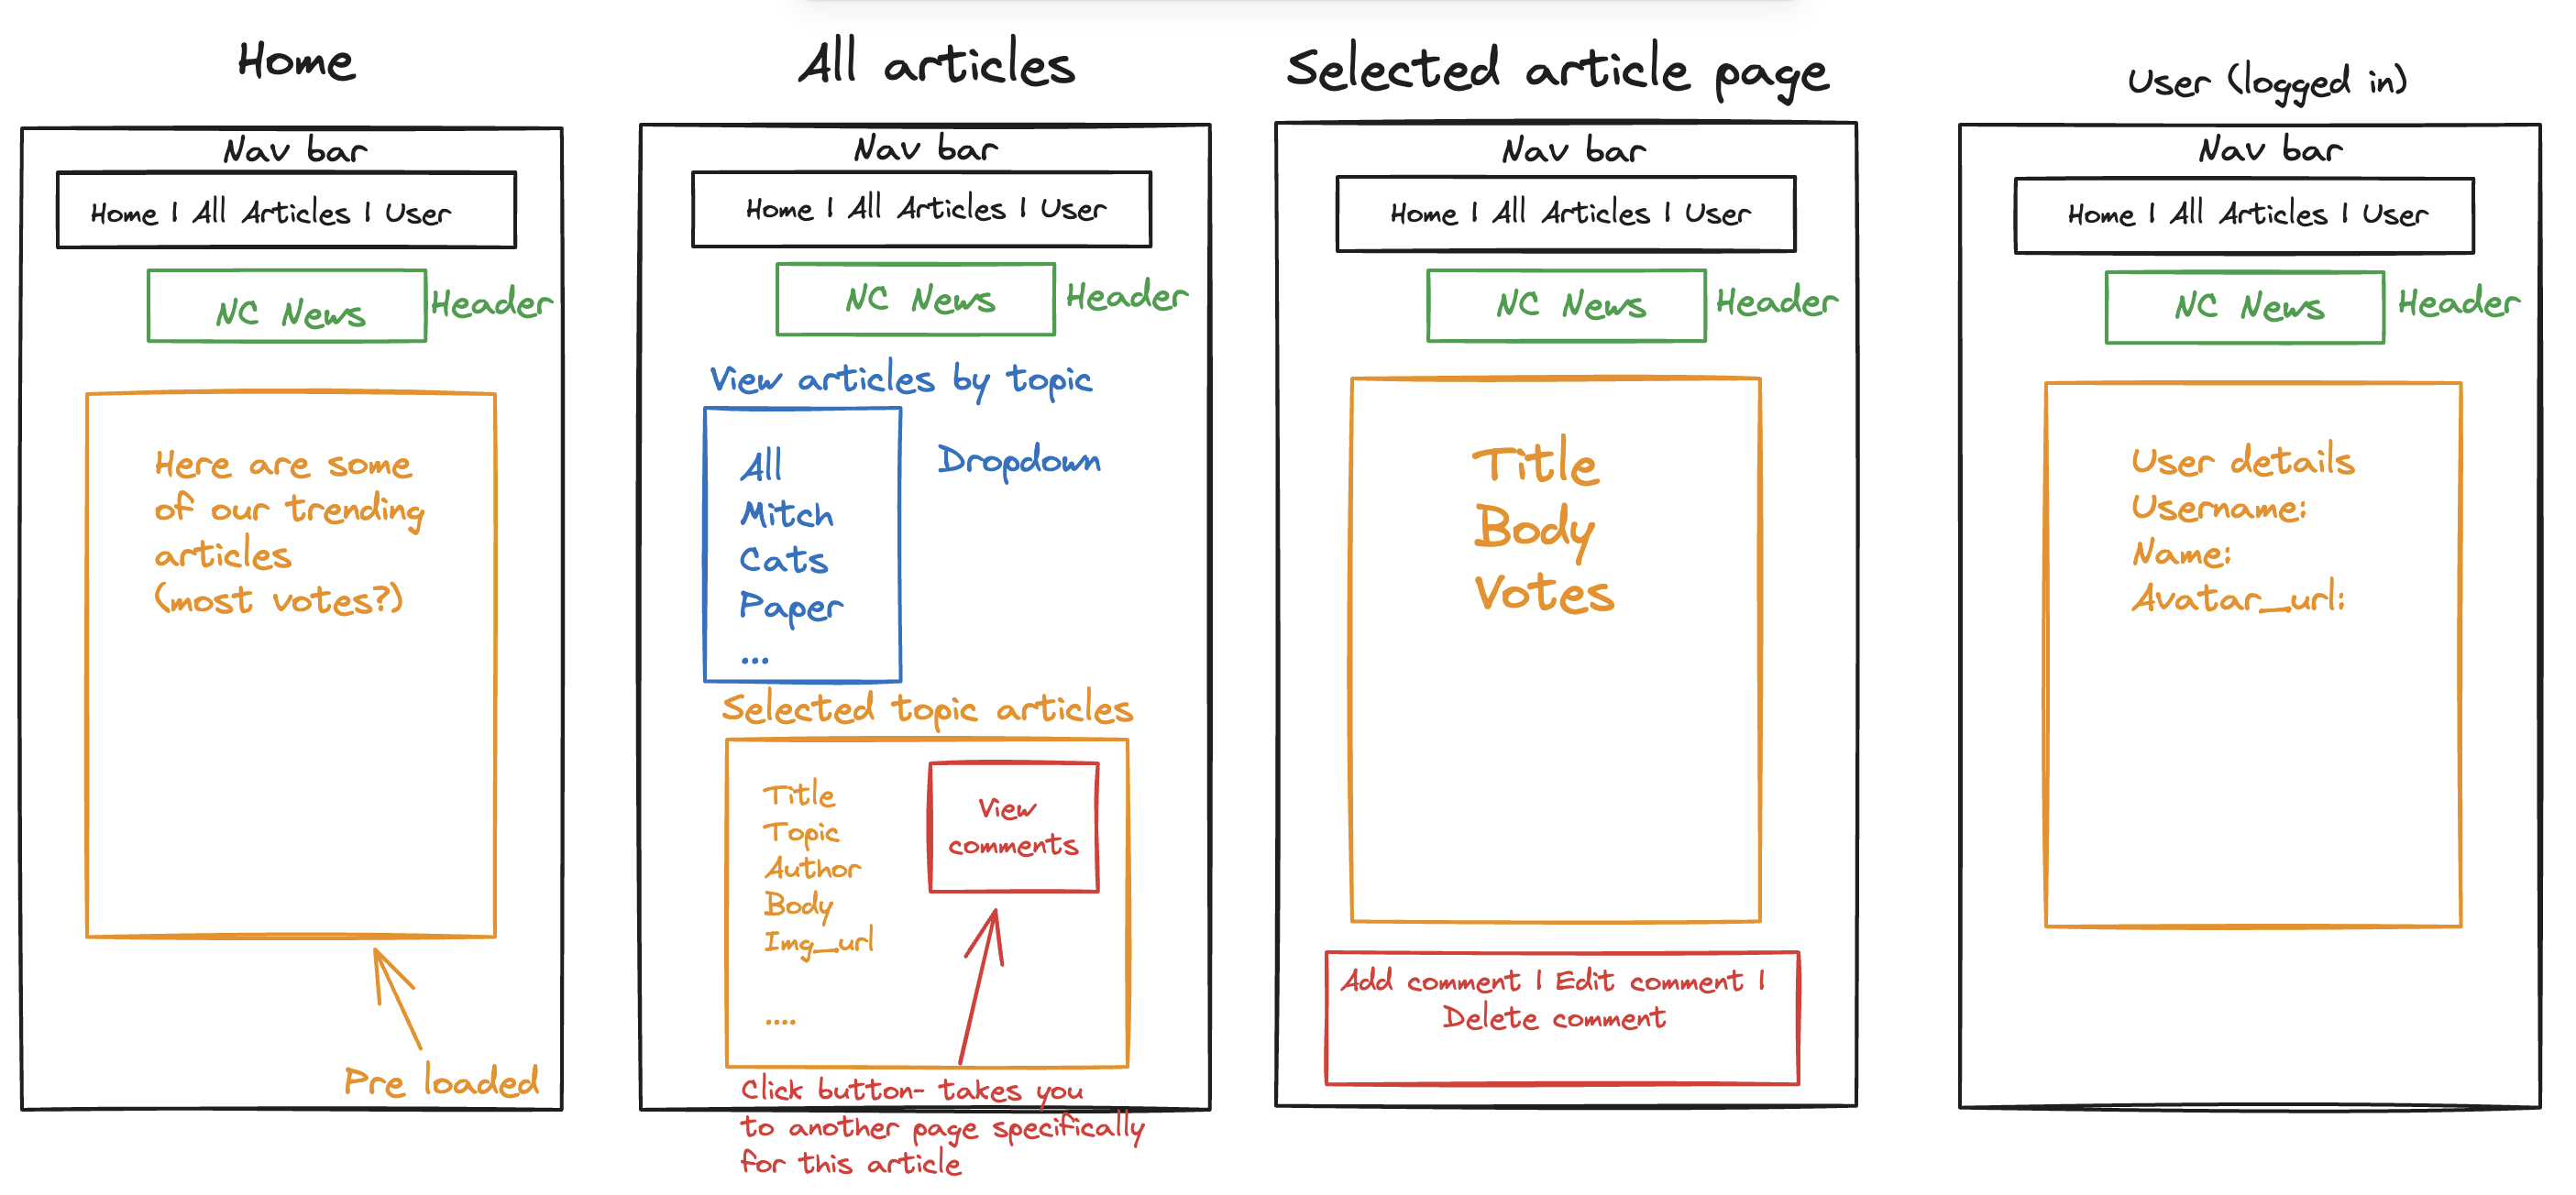 Home
Nav bar
Home | All Articles | User
NC News
Header
Here are some
of our trending
articles
(most votes?)
Pre loaded
All articles
Nav bar
Home | All Articles | User
NC News
Header
View articles by topic
Dropdown
All
Mitch
Cats
Paper
...
Selected topic articles
Title
Topic
Author
Body
Img_url
....
View
comments
Click button- takes you
to another page specifically
for this article
Selected article page
Nav bar
Home | All Articles | User
NC News
Header
Title
Body
Votes
Add comment | Edit comment |
Delete comment
User (logged in)
Nav bar
Home | All Articles | User
NC News
Header
User details
Username:
Name:
Avatar_url: